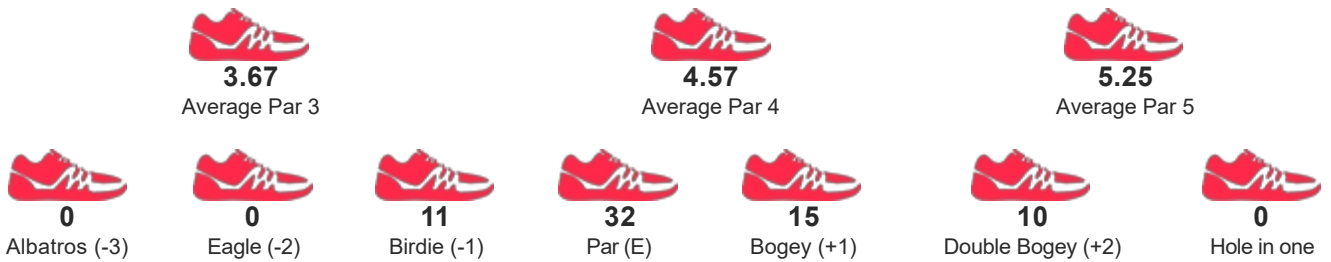 3.67 4.57 5.25
Average Par 3 Average Par 4 Average Par 5
0 0 11 32 15 10 0
Albatros (-3) Eagle (-2) Birdie (-1) Par (E) Bogey (+1) Double Bogey (+2) Hole in one